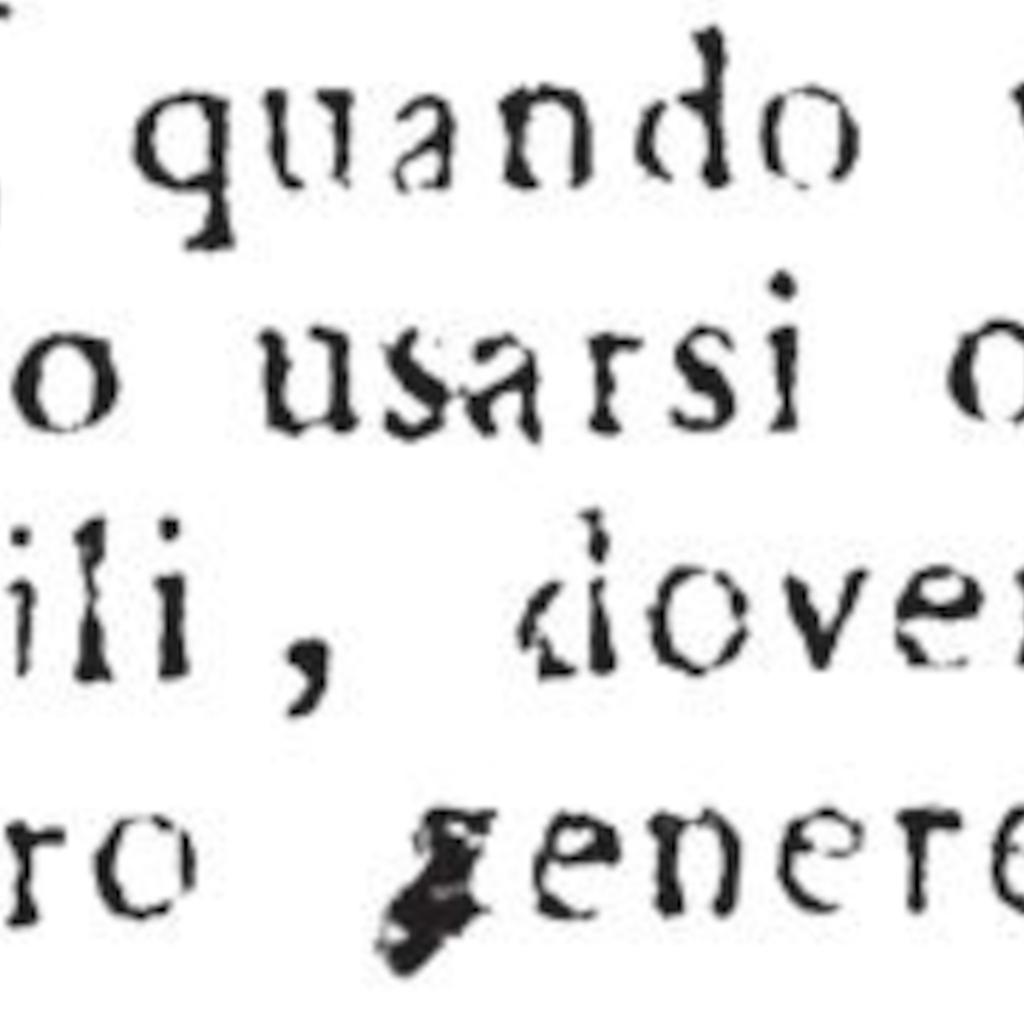 quando
o usarsi o
ili , dover
ro genere